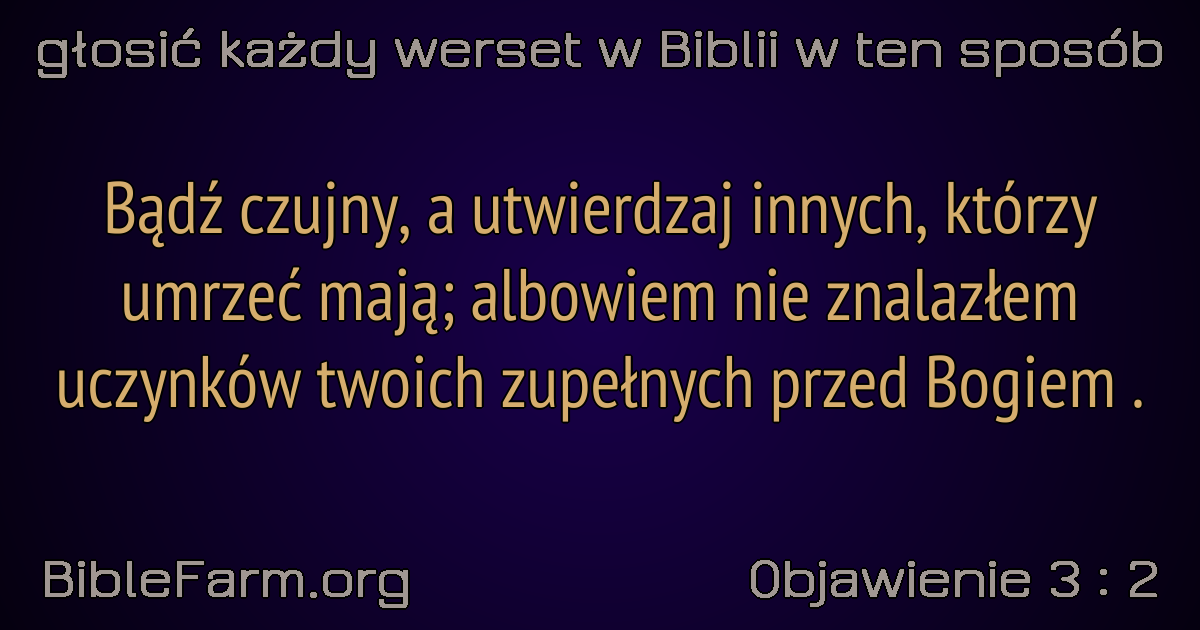 głosić każdy werset w Biblii w ten sposób
Bądź czujny, a utwierdzaj innych, którzy
umrzeć mają; albowiem nie znalazłem
uczynków twoich zupełnych przed Bogiem .
BibleFarm.org
Objawienie 3 : 2